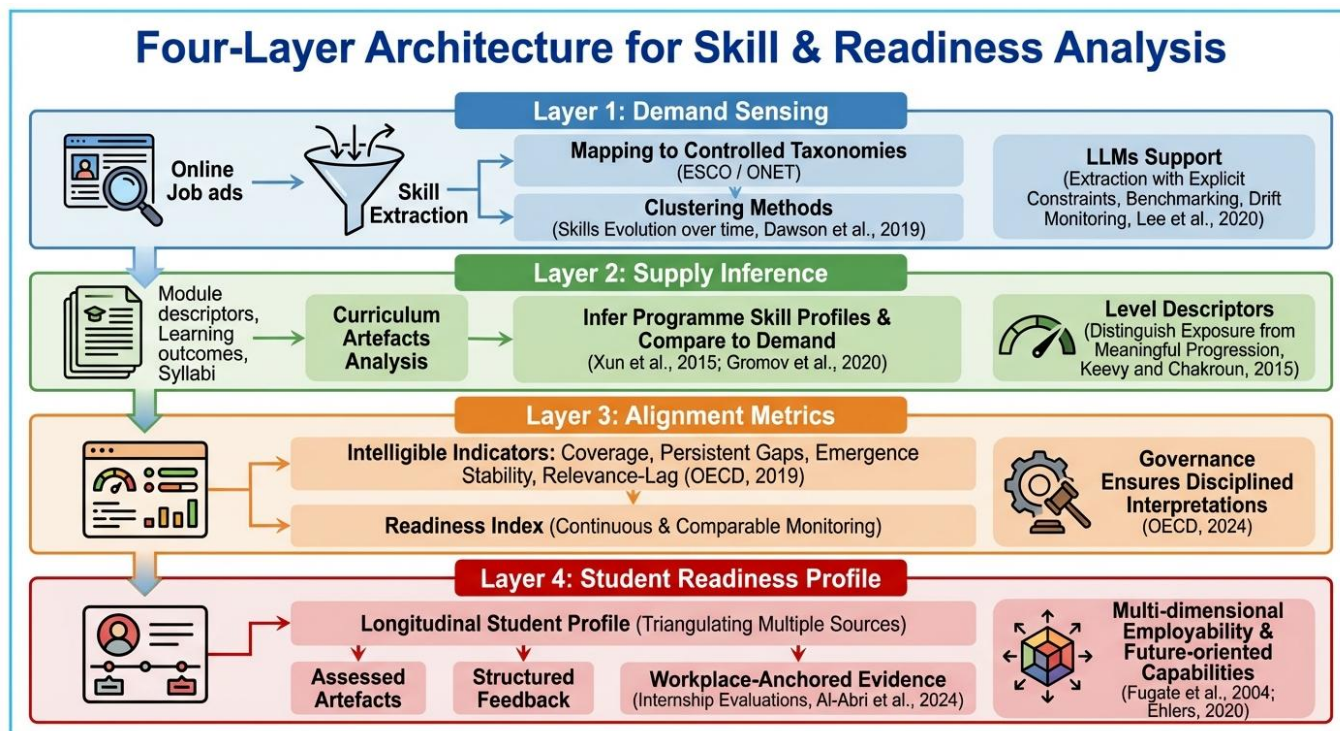 Four-Layer Architecture for Skill & Readiness Analysis
Layer 1: Demand Sensing
Online
Job ads
Skill
Extraction
Mapping to Controlled Taxonomies
(ESCO / ONET)
Clustering Methods
(Skills Evolution over time, Dawson et al., 2019)
LLMs Support
(Extraction with Explicit
Constraints, Benchmarking, Drift
Monitoring, Lee et al., 2020)
Layer 2: Supply Inference
Module
descriptors,
Learning
outcomes,
Syllabi
Curriculum
Artefacts
Analysis
Infer Programme Skill Profiles &
Compare to Demand
(Xun et al., 2015; Gromov et al., 2020)
Level Descriptors
(Distinguish Exposure from
Meaningful Progression,
Keevy and Chakroun, 2015)
Layer 3: Alignment Metrics
Intelligible Indicators: Coverage, Persistent Gaps, Emergence
Stability, Relevance-Lag (OECD, 2019)
Readiness Index (Continuous & Comparable Monitoring)
Governance
Ensures Disciplined
Interpretations
(OECD, 2024)
Layer 4: Student Readiness Profile
Longitudinal Student Profile (Triangulating Multiple Sources)
Assessed
Artefacts
Structured
Feedback
Workplace-Anchored Evidence
(Internship Evaluations, Al-Abri et al., 2024)
Multi-dimensional
Employability &
Future-oriented
Capabilities
(Fugate et al., 2004;
Ehlers, 2020)